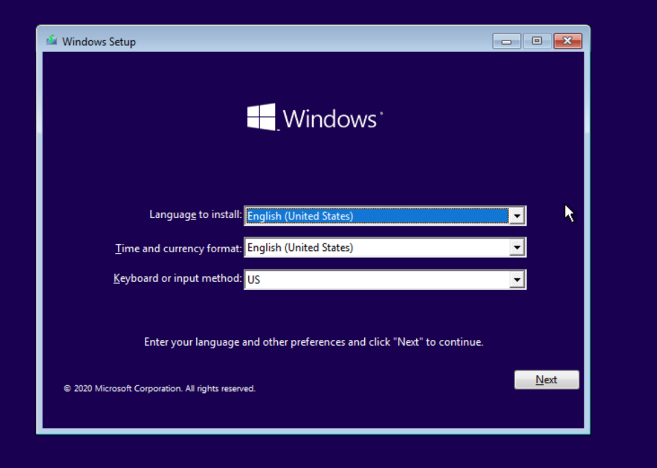 Windows Setup
Windows
Language to install: English (United States)
Time and currency format: English (United States)
Keyboard or input method: US
Enter your language and other preferences and click "Next" to continue.
Next
© 2020 Microsoft Corporation. All rights reserved.